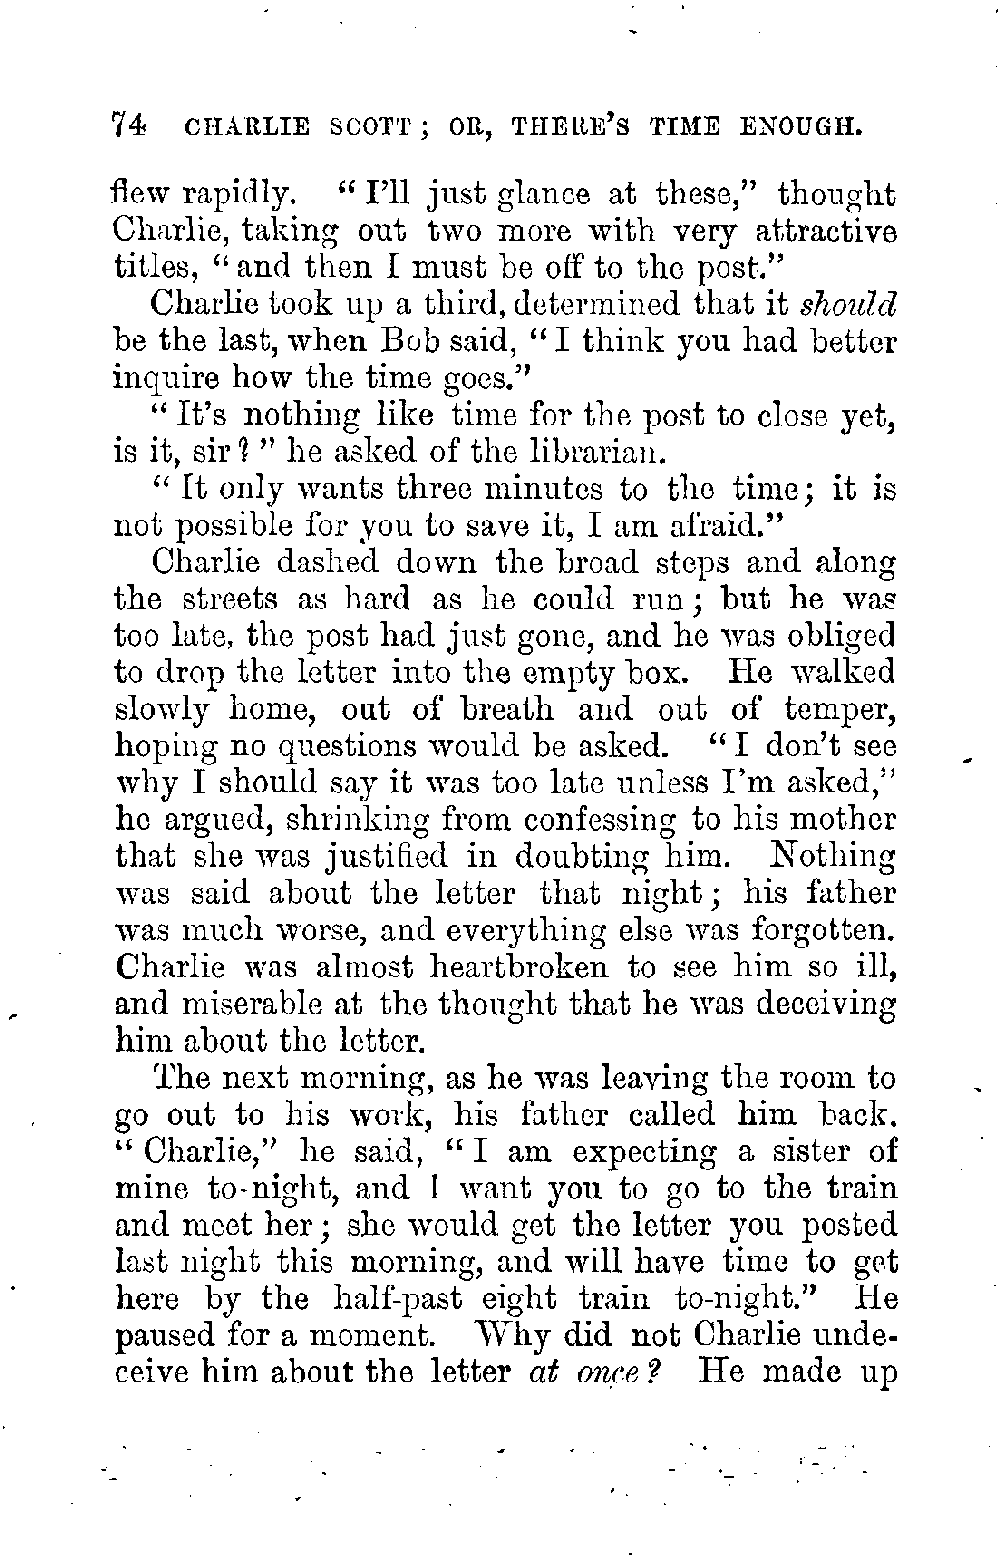 74 CHARLIE SCOTT; OR, THERE'S TIME ENOUGH.
flew rapidly. "I'll just glance at these," thought
Charlie, taking out two more with very attractive
titles, "and then I must be off to the post."
Charlie took up a third, determined that it should
be the last, when Bob said, "I think you had better
inquire how the time goes."
"It's nothing like time for the post to close yet,
is it, sir?" he asked of the librarian.
"It only wants three minutes to the time; it is
not possible for you to save it, I am afraid."
Charlie dashed down the broad steps and along
the streets as hard as he could run; but he was
too late, the post had just gone, and he was obliged
to drop the letter into the empty box. He walked
slowly home, out of breath and out of temper,
hoping no questions would be asked. "I don't see
why I should say it was too late unless I'm asked,"
he argued, shrinking from confessing to his mother
that she was justified in doubting him. Nothing
was said about the letter that night; his father
was much worse, and everything else was forgotten.
Charlie was almost heartbroken to see him so ill,
and miserable at the thought that he was deceiving
him about the letter.
The next morning, as he was leaving the room to
go out to his work, his father called him back.
"Charlie," he said, "I am expecting a sister of
mine to-night, and I want you to go to the train
and meet her; she would get the letter you posted
last night this morning, and will have time to get
here by the half-past eight train to-night." He
paused for a moment. Why did not Charlie unde-
ceive him about the letter at once? He made up